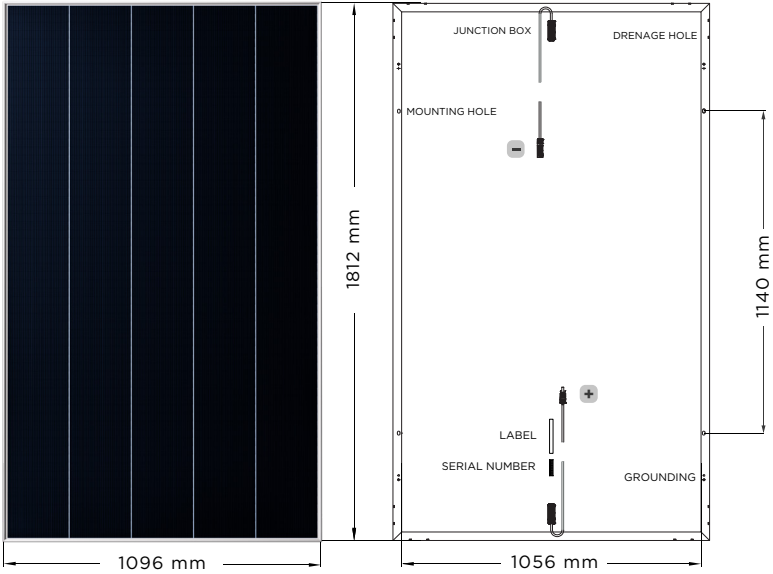 JUNCTION BOX
DRENAGE HOLE
MOUNTING HOLE
−
1812 mm
1140 mm
+
LABEL
SERIAL NUMBER
GROUNDING
1096 mm
1056 mm